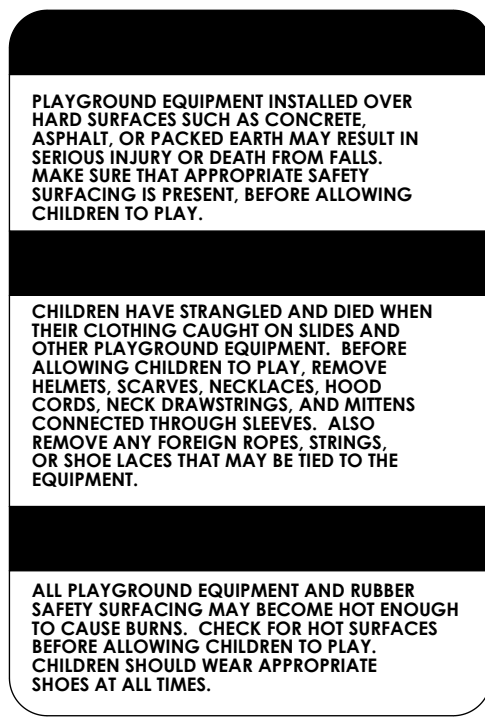 PLAYGROUND EQUIPMENT INSTALLED OVER
HARD SURFACES SUCH AS CONCRETE,
ASPHALT, OR PACKED EARTH MAY RESULT IN
SERIOUS INJURY OR DEATH FROM FALLS.
MAKE SURE THAT APPROPRIATE SAFETY
SURFACING IS PRESENT, BEFORE ALLOWING
CHILDREN TO PLAY.
CHILDREN HAVE STRANGLED AND DIED WHEN
THEIR CLOTHING CAUGHT ON SLIDES AND
OTHER PLAYGROUND EQUIPMENT.  BEFORE
ALLOWING CHILDREN TO PLAY, REMOVE
HELMETS, SCARVES, NECKLACES, HOOD
CORDS, NECK DRAWSTRINGS, AND MITTENS
CONNECTED THROUGH SLEEVES.  ALSO
REMOVE ANY FOREIGN ROPES, STRINGS,
OR SHOE LACES THAT MAY BE TIED TO THE
EQUIPMENT.
ALL PLAYGROUND EQUIPMENT AND RUBBER
SAFETY SURFACING MAY BECOME HOT ENOUGH
TO CAUSE BURNS.  CHECK FOR HOT SURFACES
BEFORE ALLOWING CHILDREN TO PLAY.
CHILDREN SHOULD WEAR APPROPRIATE
SHOES AT ALL TIMES.